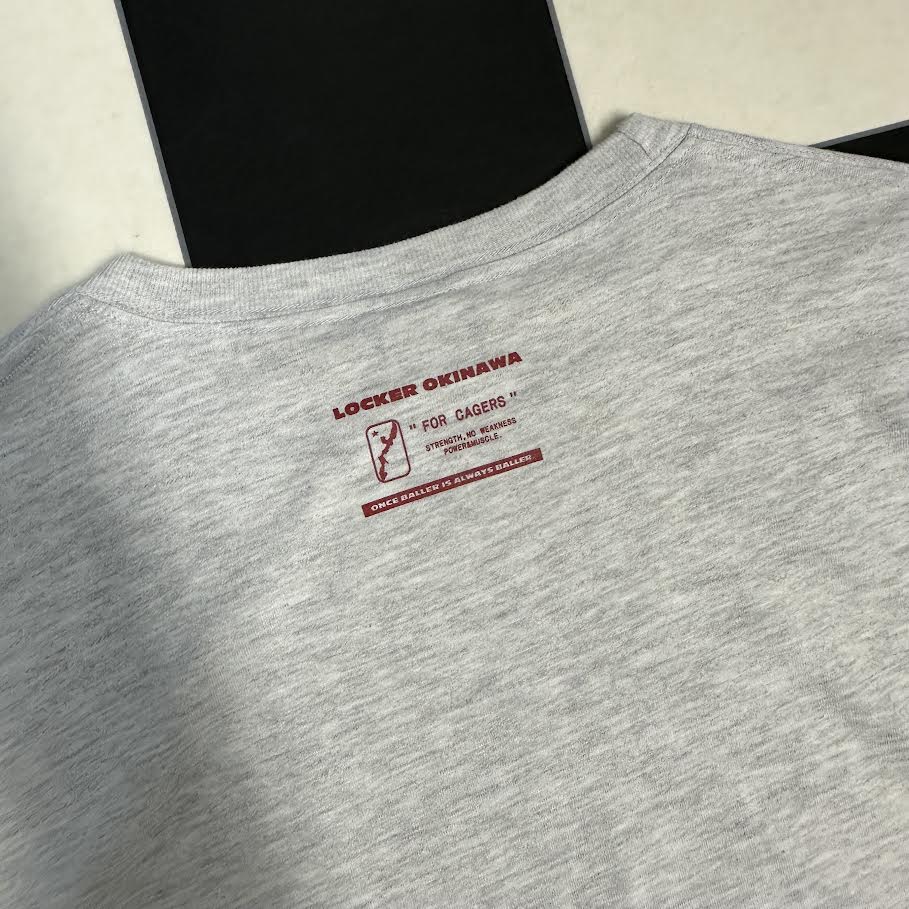 LOCKER OKINAWA
" FOR CAGERS "
STRENGTH, NO WEAKNESS
POWER&MUSCLE.
ONCE BALLER IS ALWAYS BALLER.